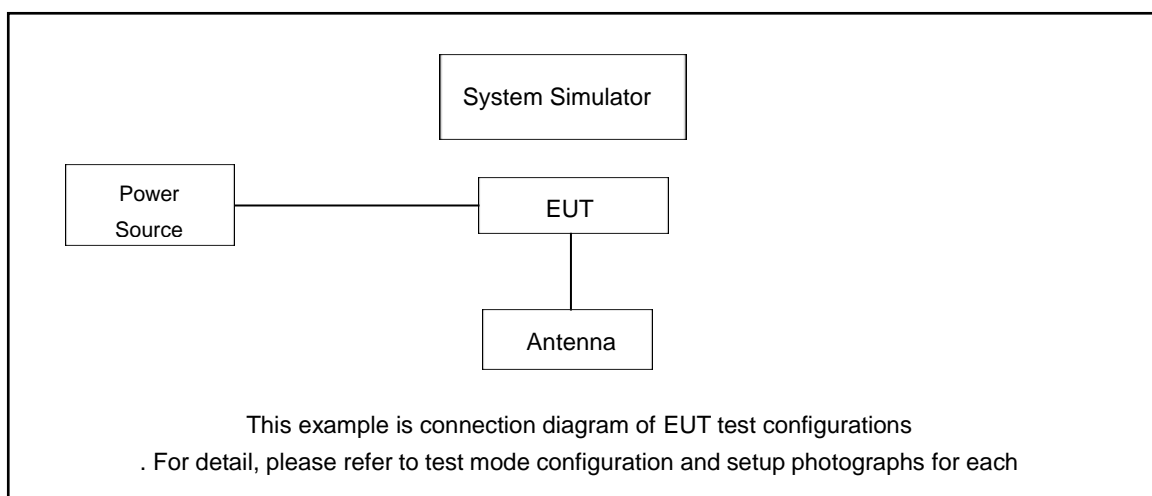 System Simulator
Power
Source
EUT
Antenna
This example is connection diagram of EUT test configurations
. For detail, please refer to test mode configuration and setup photographs for each